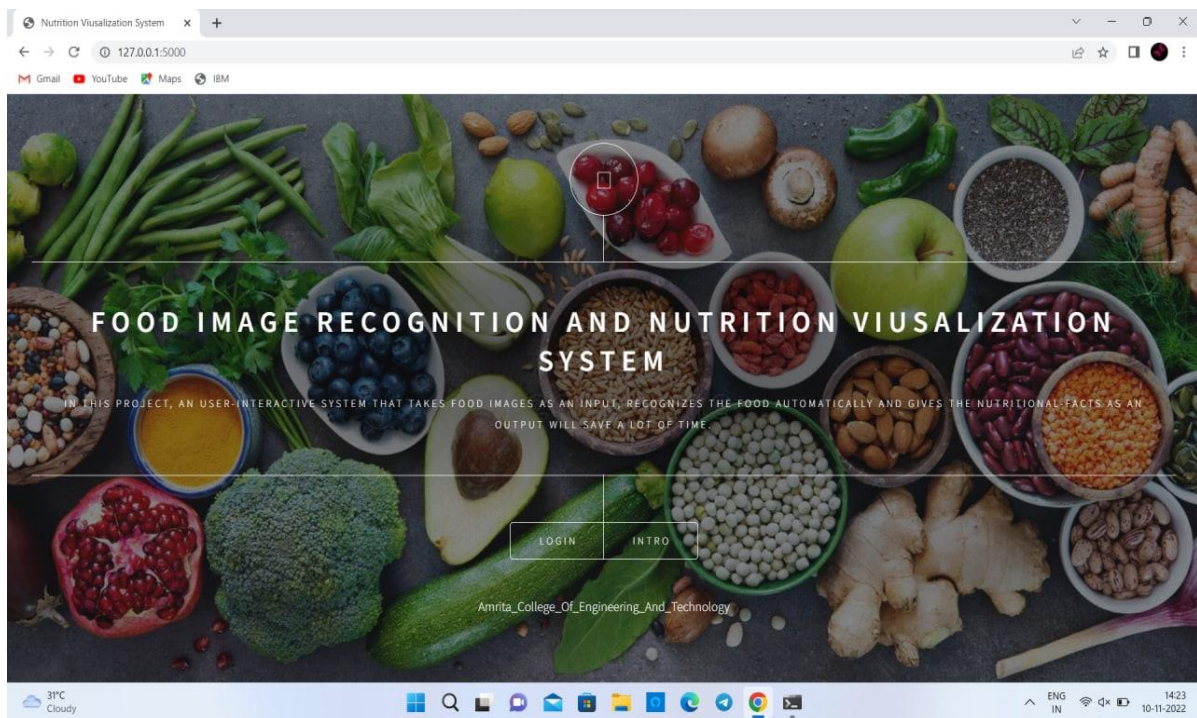 Nutrition Viusalization System
127.0.0.1:5000
Gmail YouTube Maps IBM
FOOD IMAGE RECOGNITION AND NUTRITION VIUSALIZATION
SYSTEM
IN THIS PROJECT, AN USER-INTERACTIVE SYSTEM THAT TAKES FOOD IMAGES AS AN INPUT, RECOGNIZES THE FOOD AUTOMATICALLY AND GIVES THE NUTRITIONAL-FACTS AS AN
OUTPUT WILL SAVE A LOT OF TIME.
LOGIN INTRO
Amrita_College_Of_Engineering_And_Technology
31°C
Cloudy
ENG
IN
14:23
10-11-2022